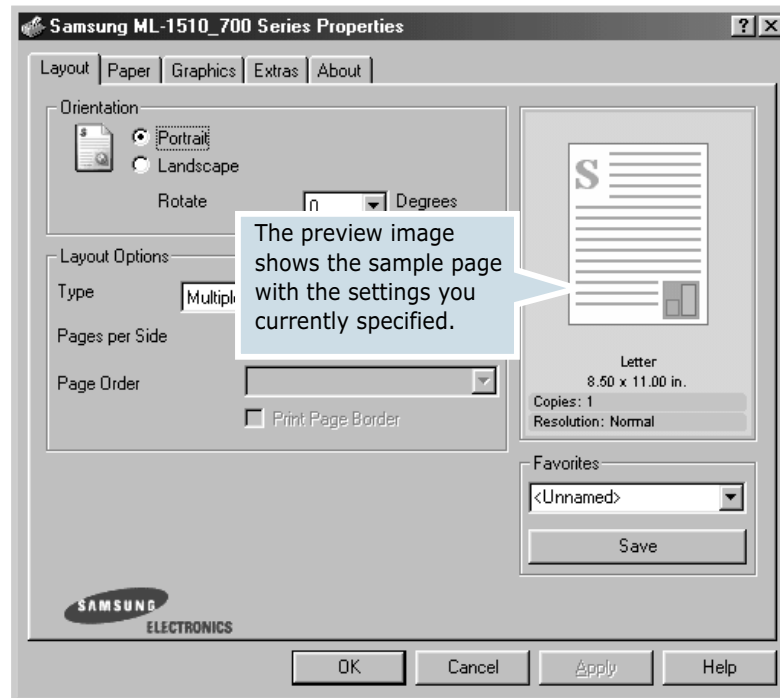 Samsung ML-1510_700 Series Properties
Layout Paper Graphics Extras About
Orientation
Portrait
Landscape
Rotate 0 Degrees
The preview image
shows the sample page
with the settings you
currently specified.
Layout Options
Type
Pages per Side
Page Order
Print Page Border
S
S
Letter
8.50 x 11.00 in.
Copies: 1
Resolution: Normal
Favorites
<Unnamed>
Save
SAMSUNG
ELECTRONICS
OK Cancel Apply Help